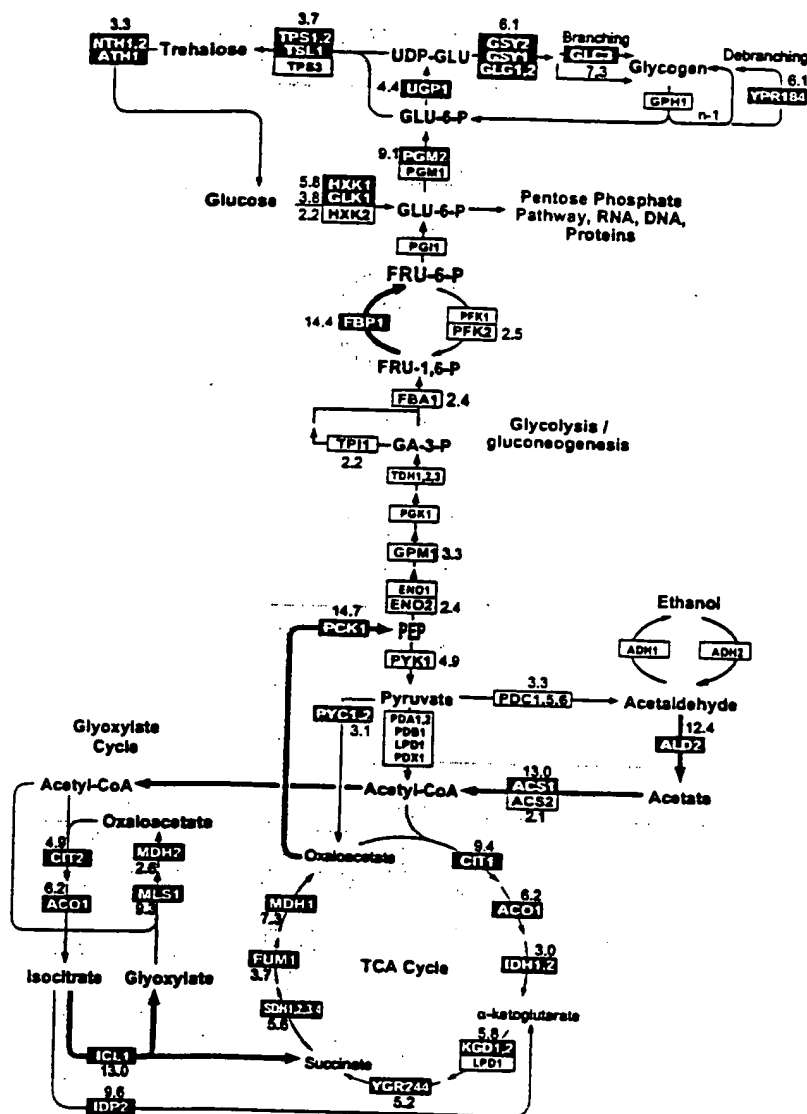 3.3
NTH1,2
ATH1
Trehalose
3.7
TPS1,2
TSL1
TPS3
UDP-GLU
6.1
GSY2
GSY1
GLG1,2
Branching
GLC3
7.3
Glycogen
Debranching
6.1
YPR184
GPH1
n-1
4.4
UGP1
GLU-6-P
9.1
PGM2
PGM1
Glucose
5.8
HXK1
3.8
GLK1
2.2
HXK2
GLU-6-P
Pentose Phosphate
Pathway, RNA, DNA,
Proteins
PGI1
FRU-6-P
14.4
FBP1
PFK1
PFK2
2.5
FRU-1,6-P
FBA1
2.4
Glycolysis /
gluconeogenesis
TPI1
2.2
GA-3-P
TDH1,2,3
PGK1
GPM1
3.3
ENO1
ENO2
2.4
14.7
PCK1
PEP
PYK1
4.9
Ethanol
ADH1
ADH2
Pyruvate
3.3
PDC1,5,6
Acetaldehyde
PYC1,2
3.1
PDA1,2
PDB1
LPD1
PDX1
12.4
ALD2
Glyoxylate
Cycle
Acetyl-CoA
Acetyl-CoA
13.0
ACS1
ACS2
2.1
Acetate
Oxaloacetate
4.9
CIT2
MDH2
2.6
6.2
ACO1
MLS1
Oxaloacetate
9.4
CIT1
MDH1
7.3
6.2
ACO1
FUM1
3.7
TCA Cycle
3.0
IDH1,2
Isocitrate
Glyoxylate
SDH1,2,3,4
5.6
α-ketoglutarate
5.8
KGD1,2
LPD1
ICL1
13.0
Succinate
YGR244
5.2
9.6
IDP2